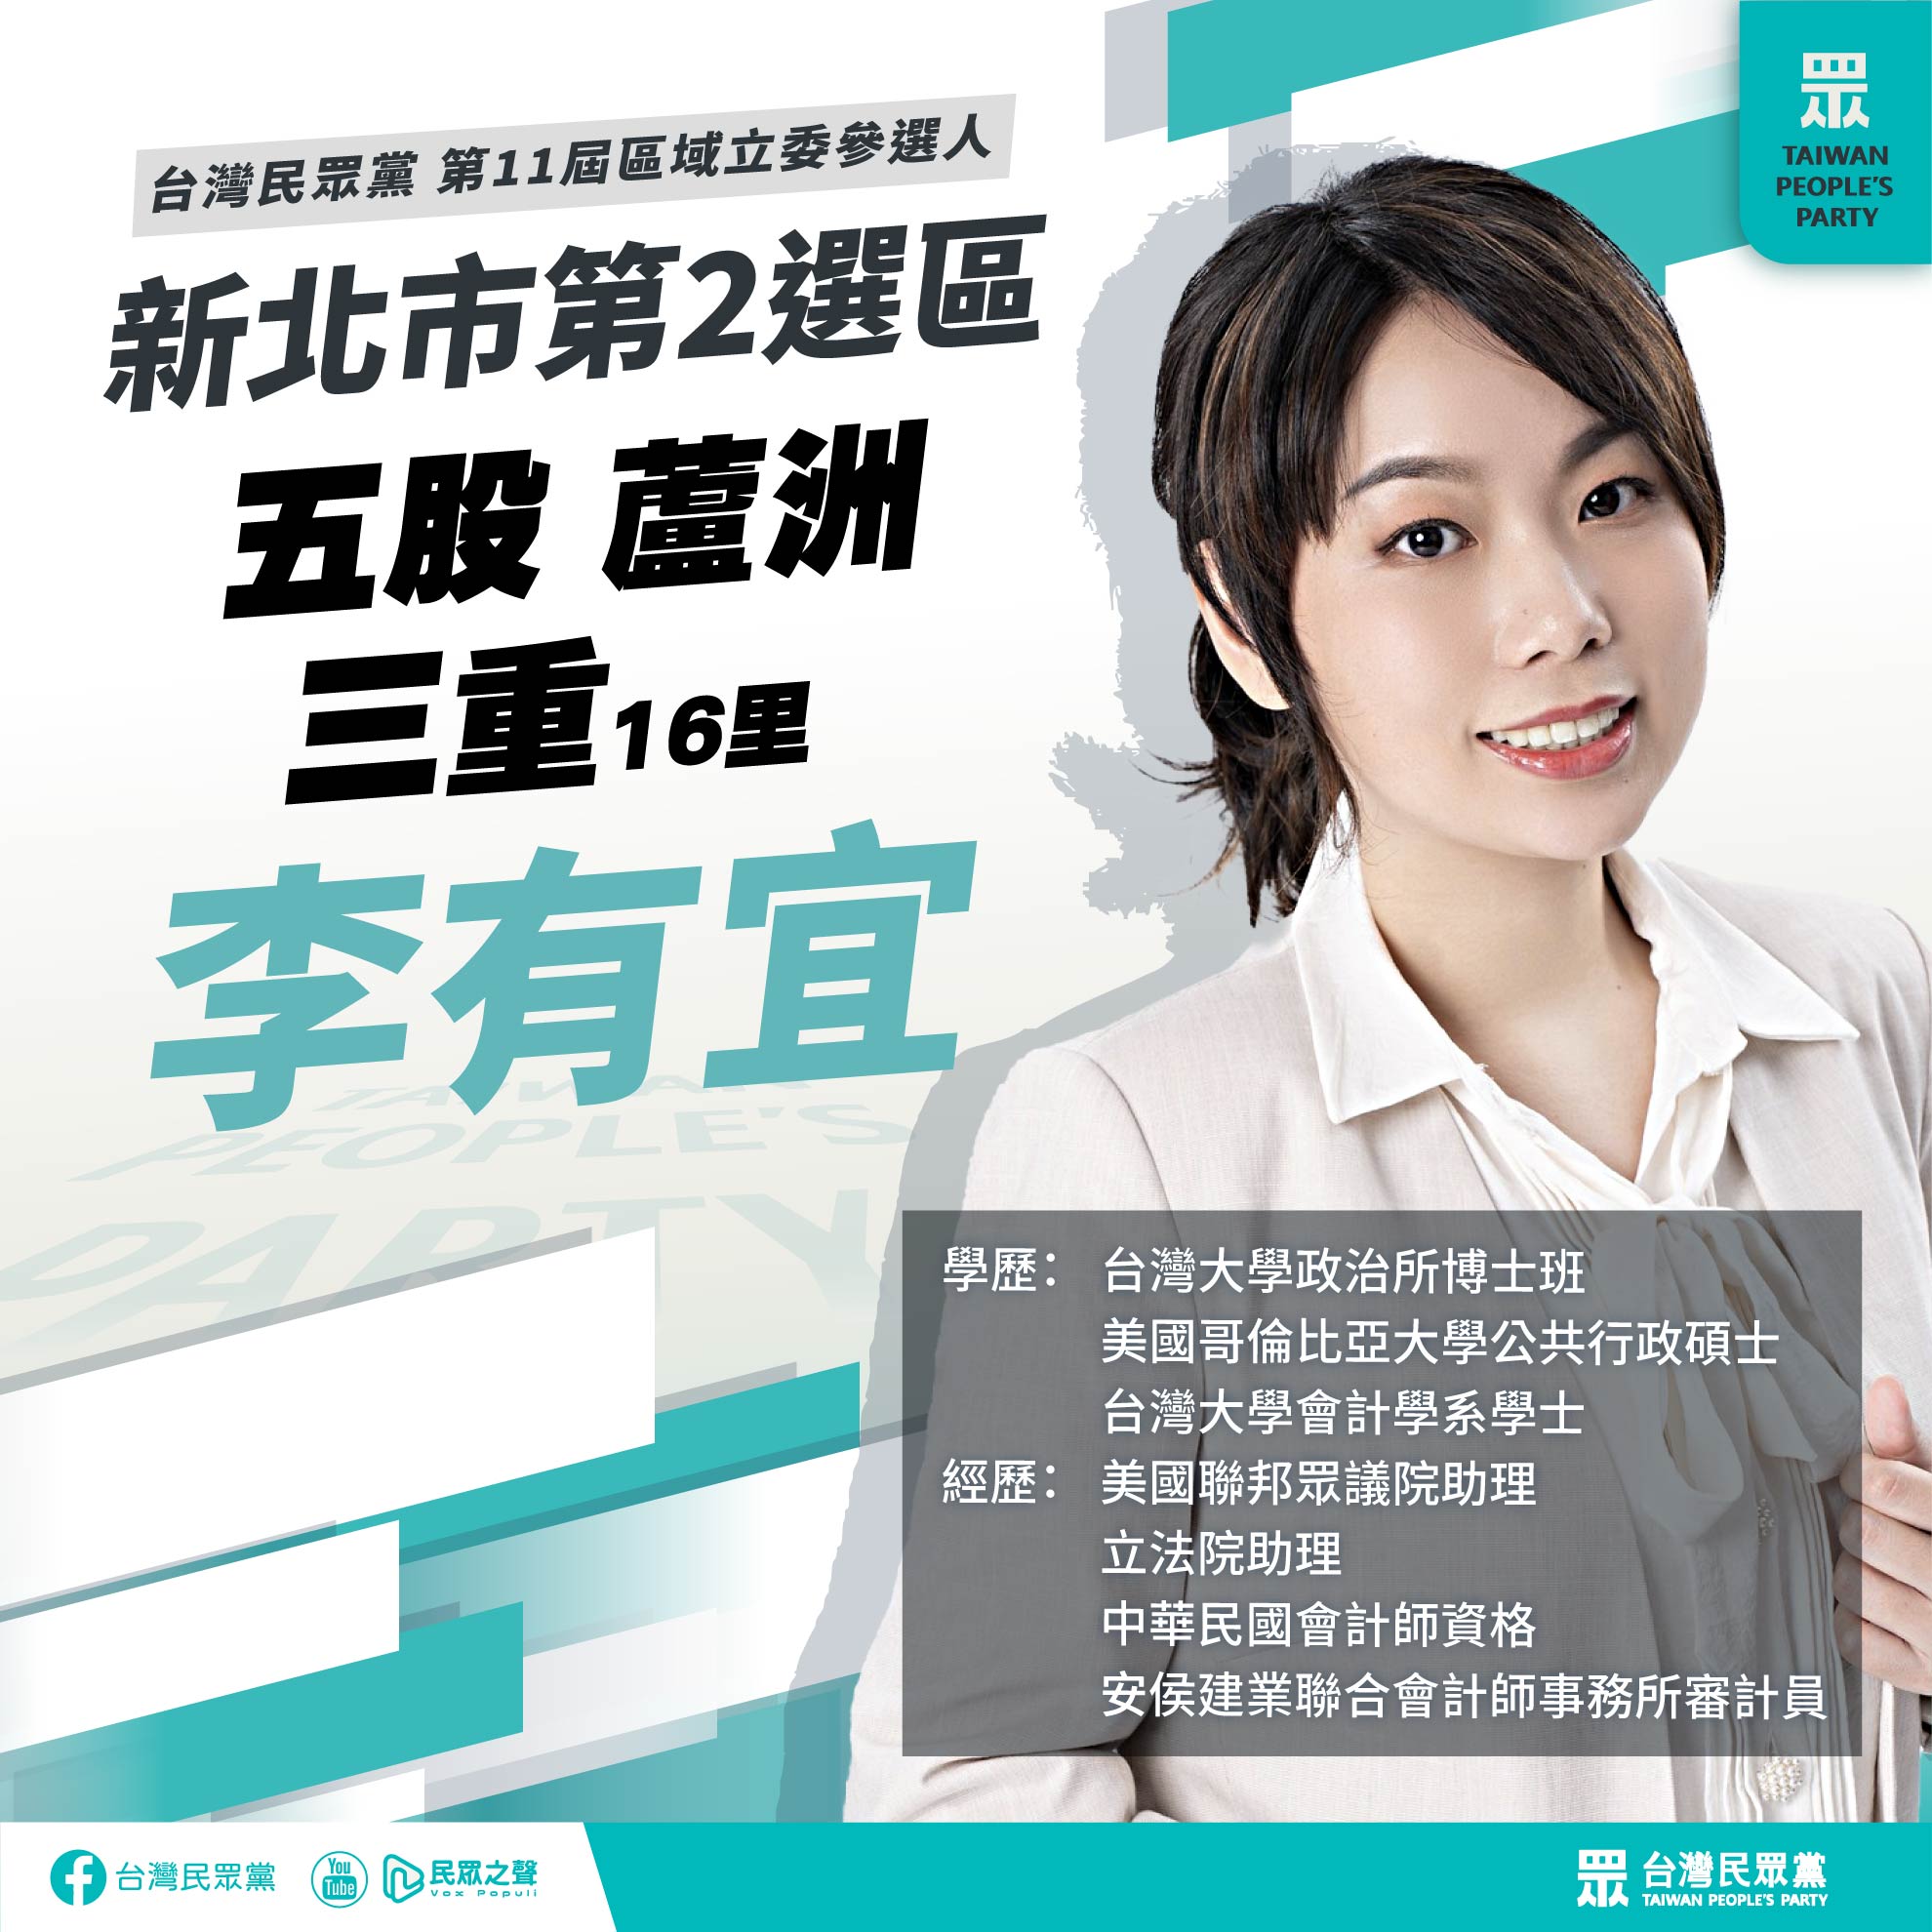 台灣民眾黨 第11屆區域立委參選人
新北市第2選區
五股 蘆洲
三重16里
李有宜
眾
TAIWAN
PEOPLE'S
PARTY
TAIWAN
PEOPLE'S
PARTY
學歷： 台灣大學政治所博士班
美國哥倫比亞大學公共行政碩士
台灣大學會計學系學士
經歷： 美國聯邦眾議院助理
立法院助理
中華民國會計師資格
安侯建業聯合會計師事務所審計員
f 台灣民眾黨 You Tube 民眾之聲
Vox Populi
眾 台灣民眾黨
TAIWAN PEOPLE'S PARTY